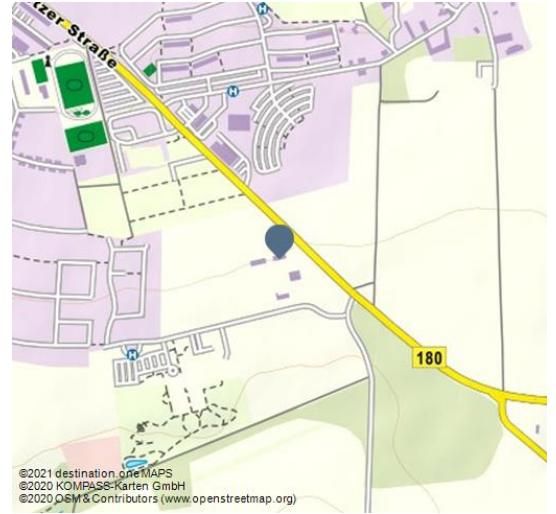 tzer Straße
H
H
H
180
©2021 destination.one MAPS
©2020 KOMPASS-Karten GmbH
©2020 OSM & Contributors (www.openstreetmap.org)